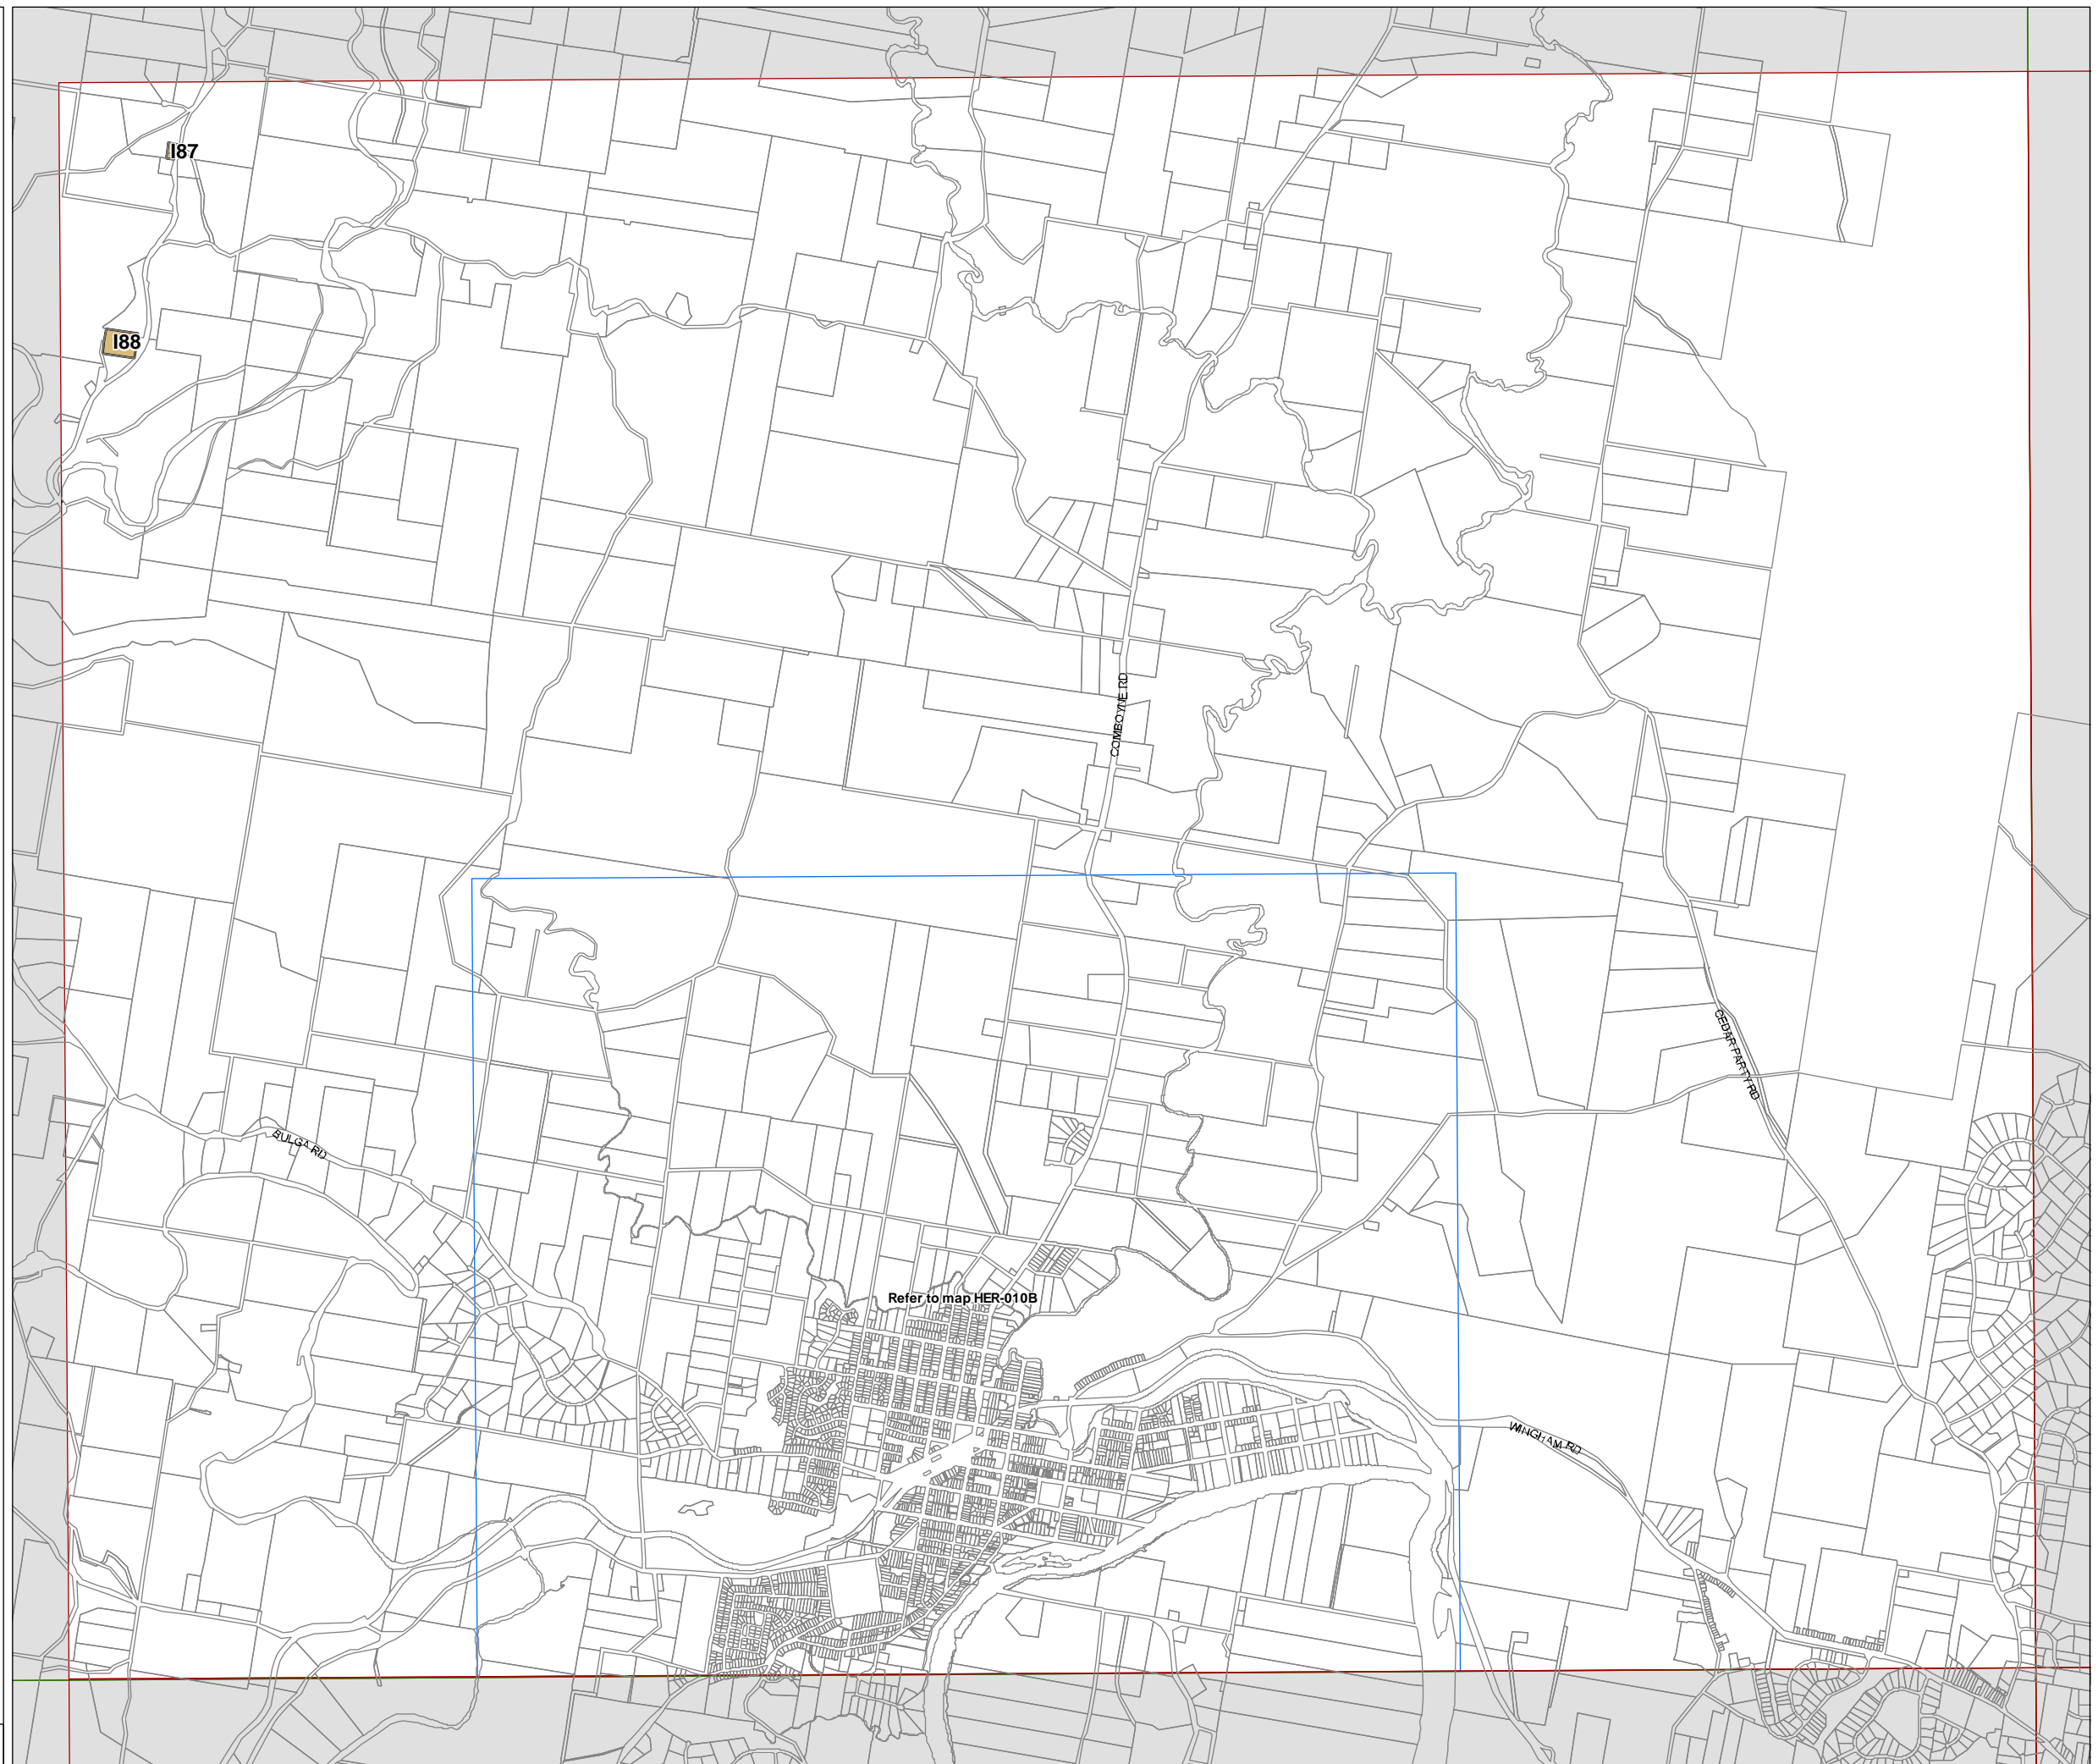 I87
I88
COMBOYNE RD
CEDAR PARTY RD
BULGA RD
Refer to map HER-010B
WINGHAM RD